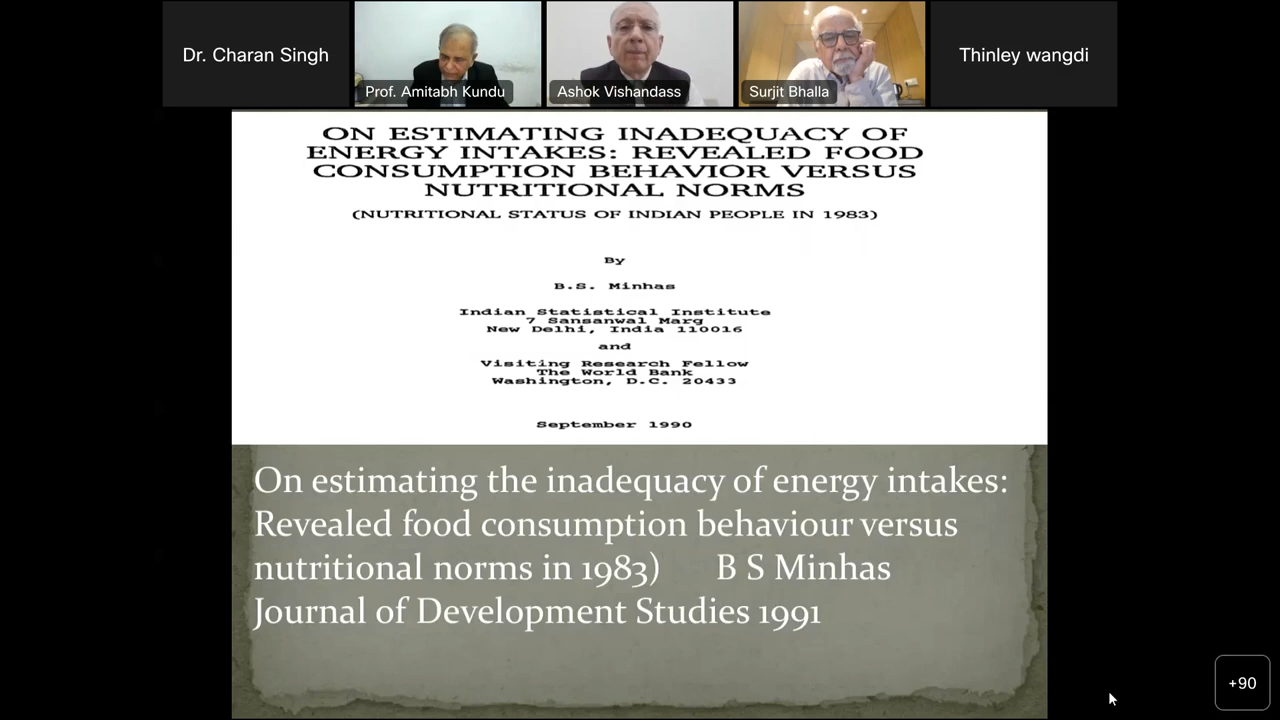 Dr. Charan Singh
Prof. Amitabh Kundu
Ashok Vishandass
Surjit Bhalla
Thinley wangdi
ON ESTIMATING INADEQUACY OF
ENERGY INTAKES: REVEALED FOOD
CONSUMPTION BEHAVIOR VERSUS
NUTRITIONAL NORMS
(NUTRITIONAL STATUS OF INDIAN PEOPLE IN 1983)
By
B.S. Minhas
Indian Statistical Institute
7 Sansanwal Marg
New Delhi, India 110016
and
Visiting Research Fellow
The World Bank
Washington, D.C. 20433
September 1990
On estimating the inadequacy of energy intakes:
Revealed food consumption behaviour versus
nutritional norms in 1983) B S Minhas
Journal of Development Studies 1991
+90